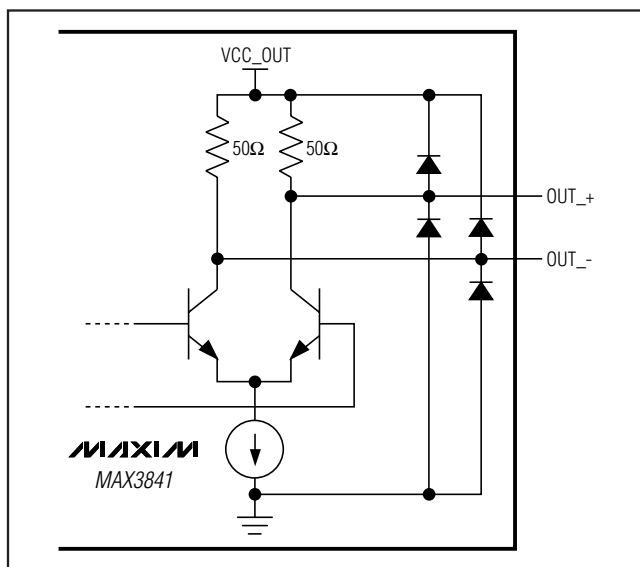 VCC_OUT
50Ω
50Ω
OUT_+
OUT_-
MAXIM
MAX3841